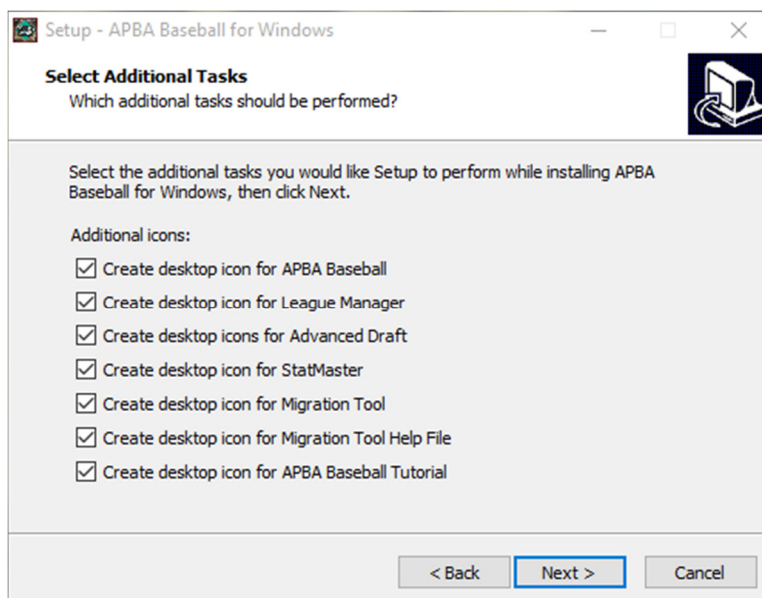 Setup - APBA Baseball for Windows
Select Additional Tasks
Which additional tasks should be performed?
Select the additional tasks you would like Setup to perform while installing APBA
Baseball for Windows, then click Next.
Additional icons:
Create desktop icon for APBA Baseball
Create desktop icon for League Manager
Create desktop icons for Advanced Draft
Create desktop icon for StatMaster
Create desktop icon for Migration Tool
Create desktop icon for Migration Tool Help File
Create desktop icon for APBA Baseball Tutorial
< Back
Next >
Cancel